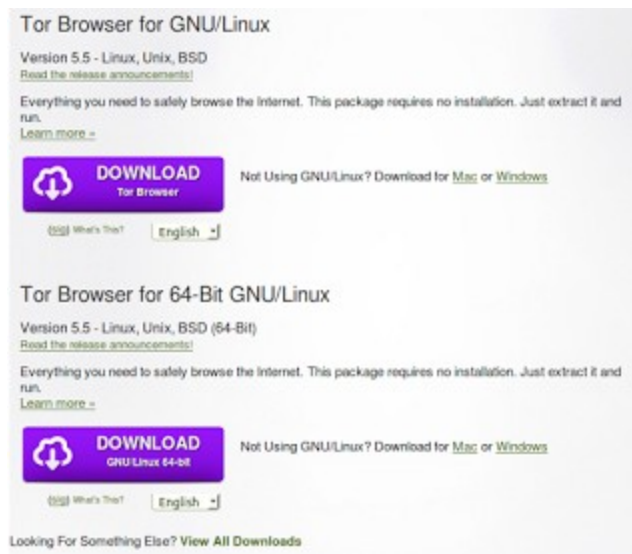 Tor Browser for GNU/Linux
Version 5.5 - Linux, Unix, BSD
Read the release announcements!
Everything you need to safely browse the Internet. This package requires no installation. Just extract it and
run.
Learn more »
DOWNLOAD
Tor Browser
Not Using GNU/Linux? Download for Mac or Windows
(sig) What's This?
English
Tor Browser for 64-Bit GNU/Linux
Version 5.5 - Linux, Unix, BSD (64-Bit)
Read the release announcements!
Everything you need to safely browse the Internet. This package requires no installation. Just extract it and
run.
Learn more »
DOWNLOAD
GNU/Linux 64-bit
Not Using GNU/Linux? Download for Mac or Windows
(sig) What's This?
English
Looking For Something Else? View All Downloads